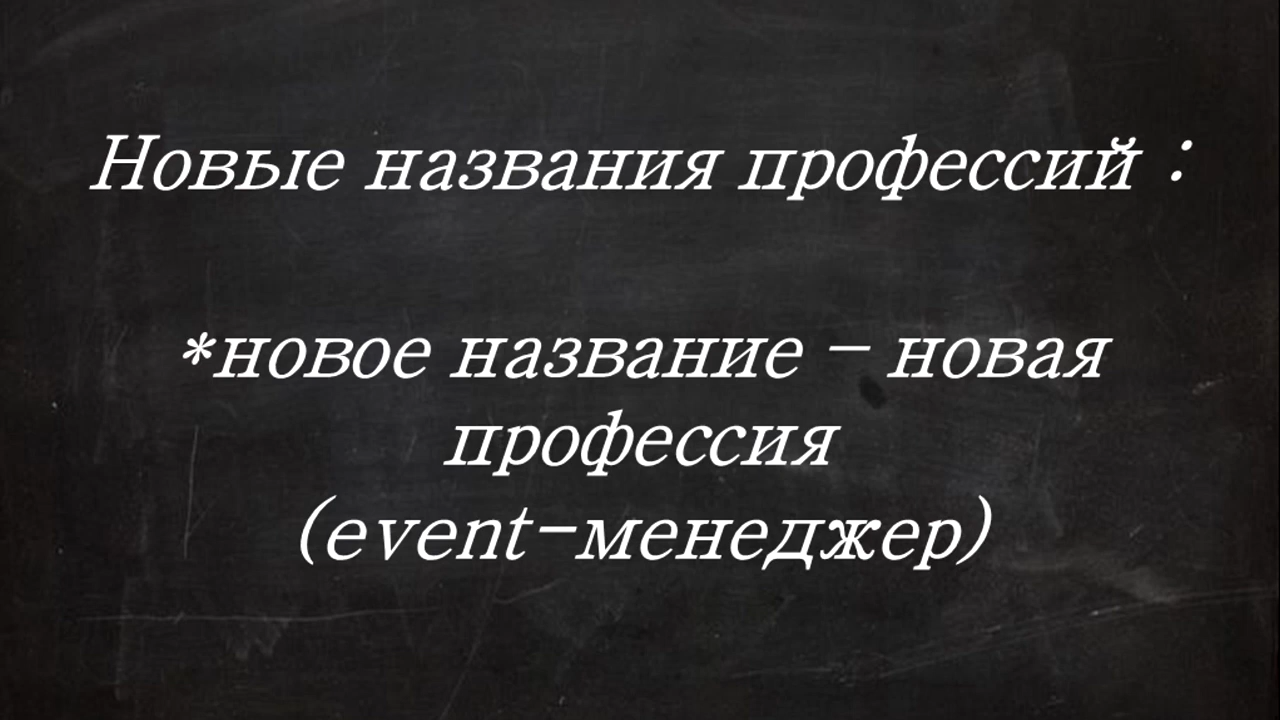 Новые названия профессий :
*новое название – новая
профессия
(event-менеджер)